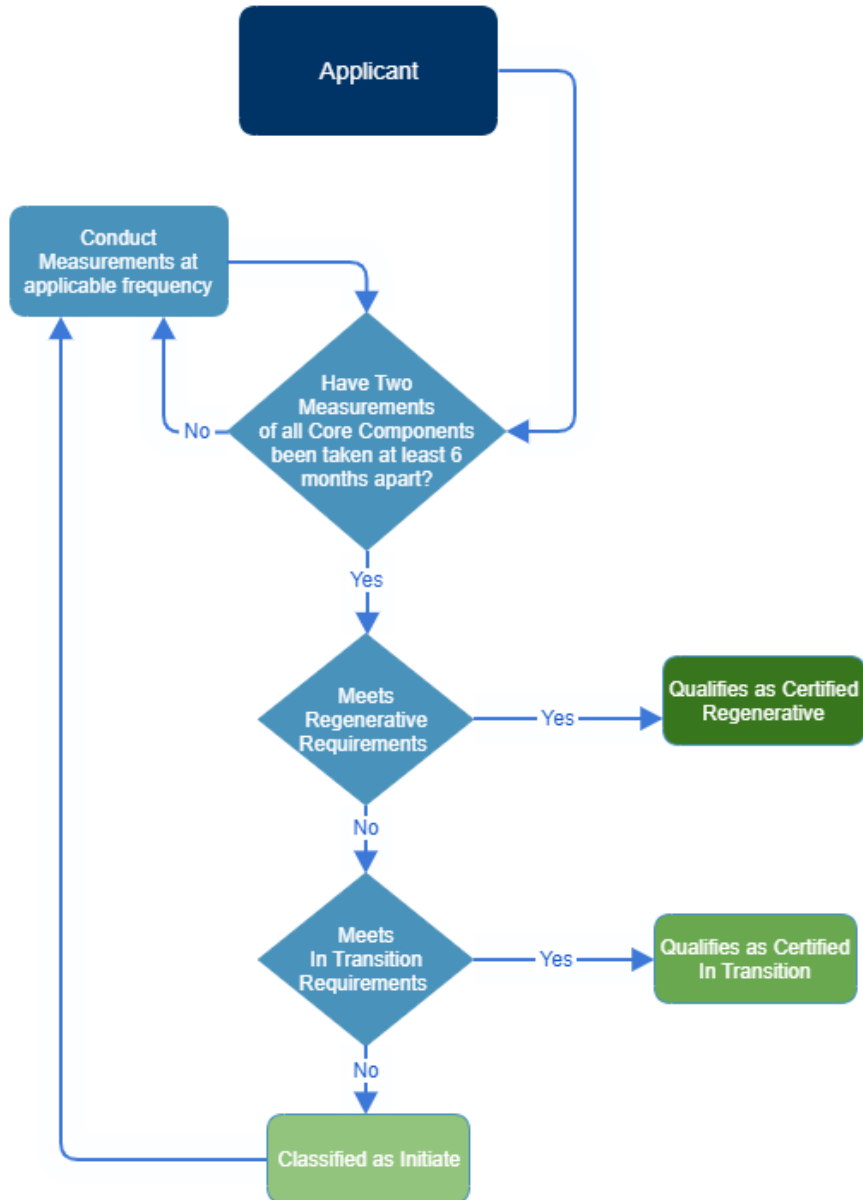 Applicant
Conduct
Measurements at
applicable frequency
Have Two
Measurements
of all Core Components
been taken at least 6
months apart?
No
Yes
Meets
Regenerative
Requirements
Yes
Qualifies as Certified
Regenerative
No
Meets
In Transition
Requirements
Yes
Qualifies as Certified
In Transition
No
Classified as Initiate